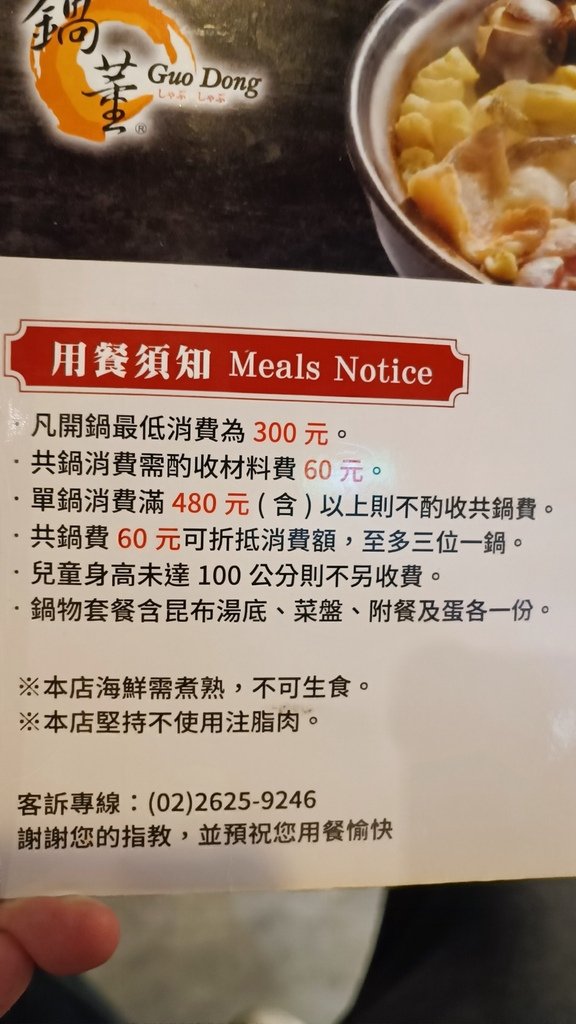 鍋董
Guo Dong
しゃぶ しゃぶ
®
用餐須知 Meals Notice
· 凡開鍋最低消費為 300 元。
· 共鍋消費需酌收材料費 60 元。
· 單鍋消費滿 480 元 ( 含 ) 以上則不酌收共鍋費。
· 共鍋費 60 元可折抵消費額，至多三位一鍋。
· 兒童身高未達 100 公分則不另收費。
· 鍋物套餐含昆布湯底、菜盤、附餐及蛋各一份。
※本店海鮮需煮熟，不可生食。
※本店堅持不使用注脂肉。
客訴專線：(02)2625-9246
謝謝您的指教，並預祝您用餐愉快